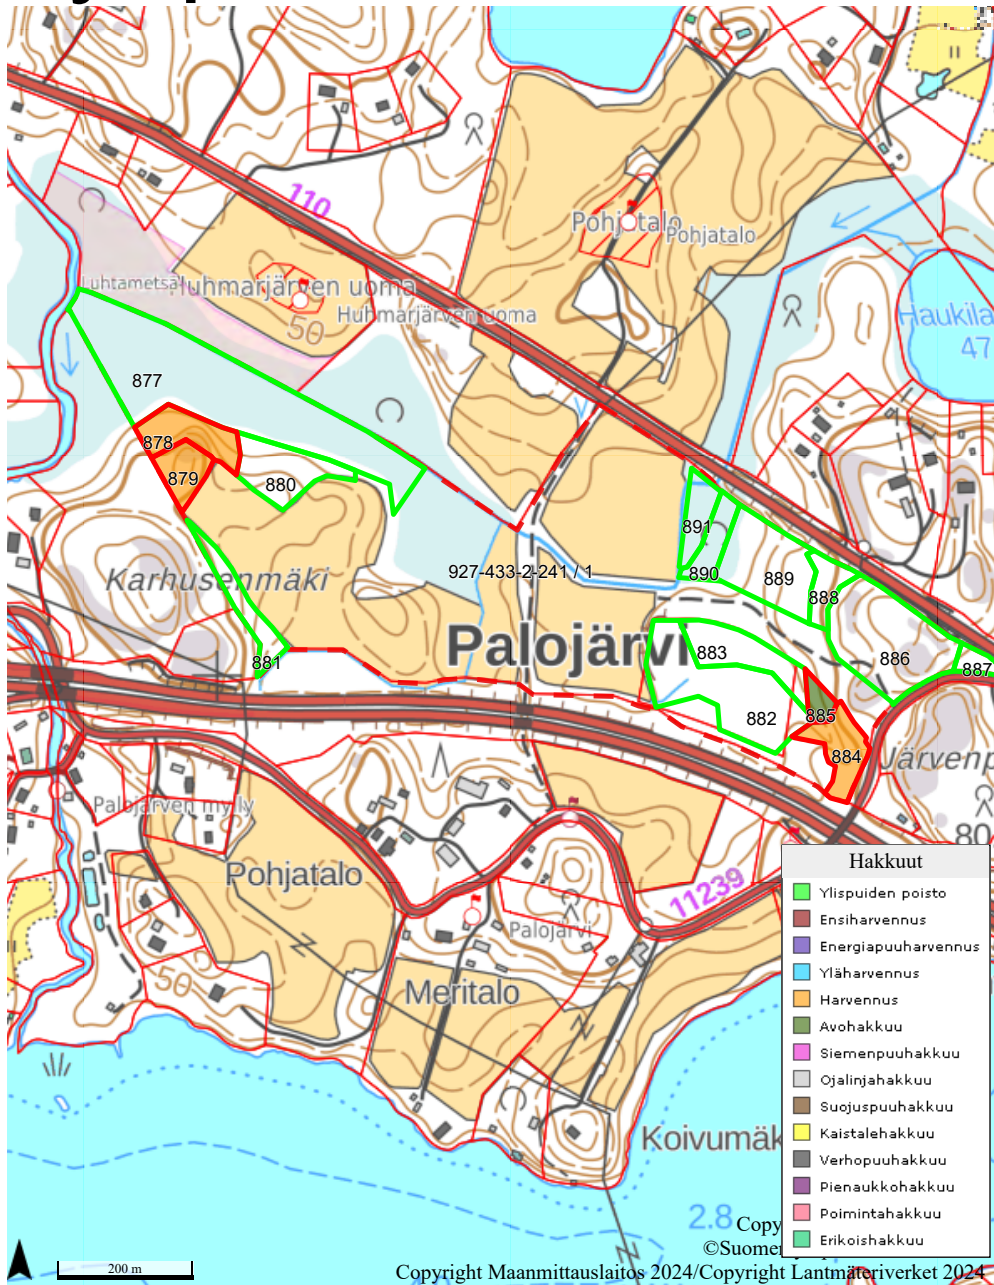 110
Pohjatalo
Pohjatalo
Luhtametsä
Huhmarjärven uoma
Huhmarjärven uoma
50
Haukila
47
877
878
879
880
Karhusenmäki
881
927-433-2-241 / 1
Palojärvi
891
890
889
888
883
886
887
882
885
884
Järvenp
80
Palojärven mylly
Pohjatalo
11239
Palojärvi
50
Meritalo
Koivumäk
2.8
Hakkuut
Ylispuiden poisto
Ensiharvennus
Energiapuuharvennus
Yläharvennus
Harvennus
Avohakkuu
Siemenpuuhakkuu
Ojalinjahakkuu
Suojuspuuhakkuu
Kaistalehakkuu
Verhopuuhakkuu
Pienaukkohakkuu
Poimintahakkuu
Erikoishakkuu
200 m
Copy
©Suomen
Copyright Maanmittauslaitos 2024/Copyright Lantmäteriverket 2024